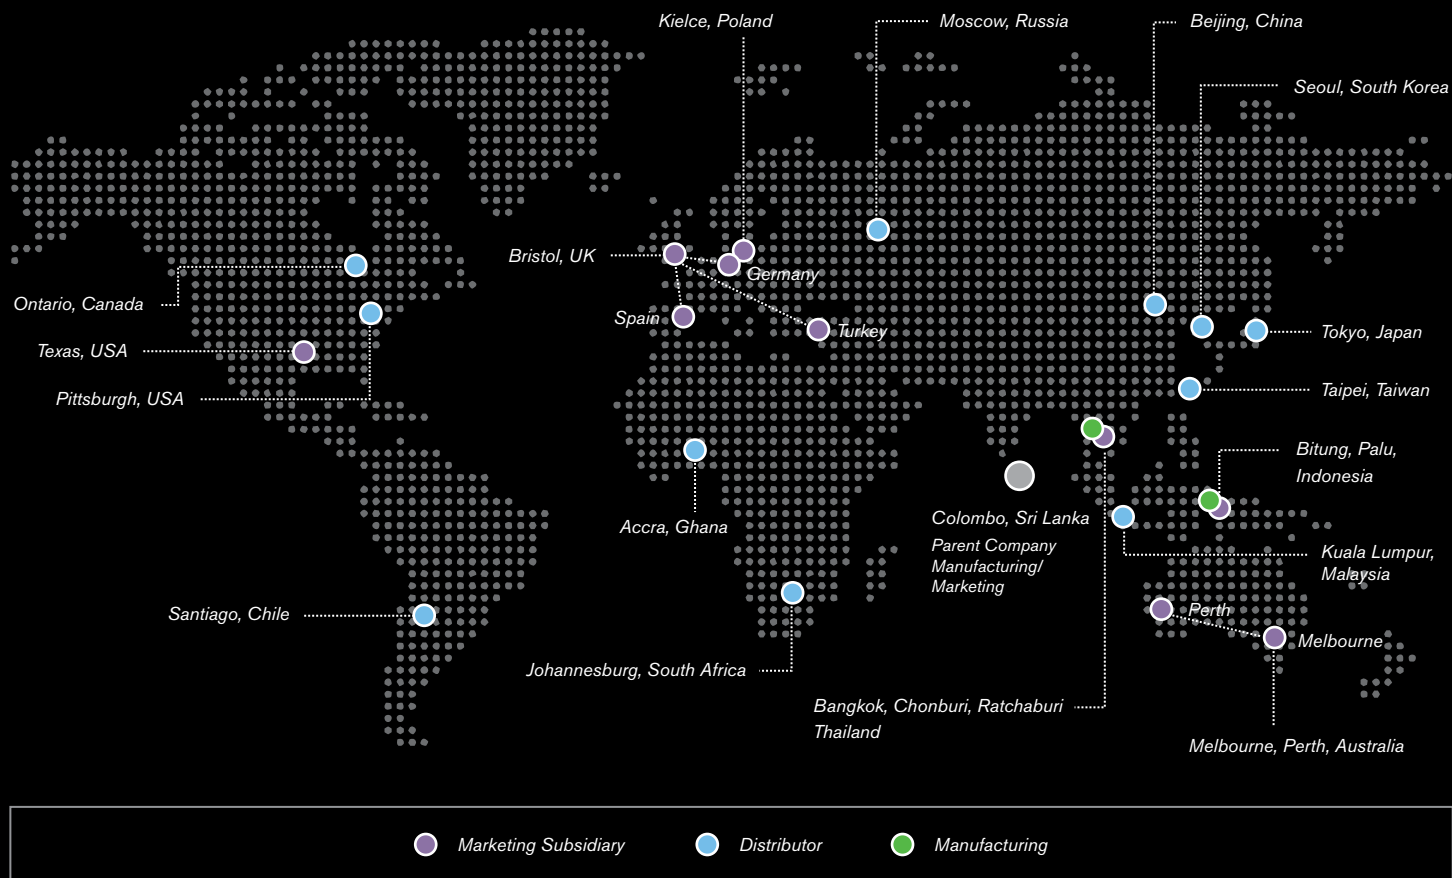 Kielce, Poland
Moscow, Russia
Beijing, China
Seoul, South Korea
Bristol, UK
Germany
Ontario, Canada
Spain
Turkey
Tokyo, Japan
Texas, USA
Pittsburgh, USA
Taipei, Taiwan
Bitung, Palu,
Indonesia
Accra, Ghana
Colombo, Sri Lanka
Parent Company
Manufacturing/
Marketing
Kuala Lumpur,
Malaysia
Santiago, Chile
Perth
Melbourne
Johannesburg, South Africa
Bangkok, Chonburi, Ratchaburi
Thailand
Melbourne, Perth, Australia
Marketing Subsidiary
Distributor
Manufacturing